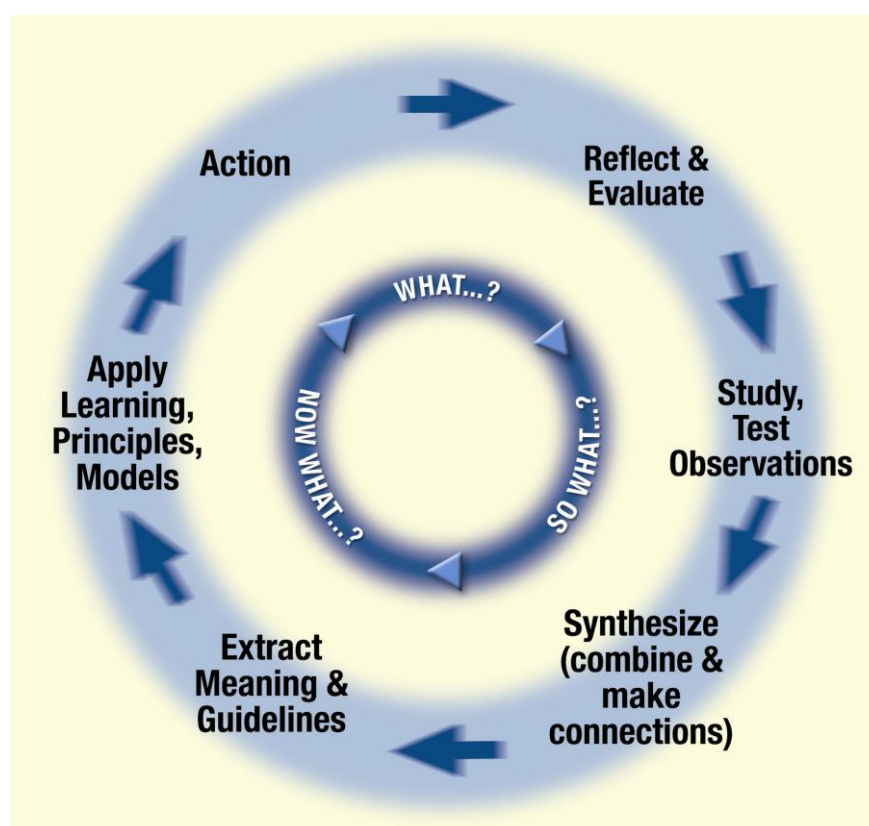 Action
Reflect &
Evaluate
Study,
Test
Observations
Synthesize
(combine &
make
connections)
Extract
Meaning &
Guidelines
Apply
Learning,
Principles,
Models
WHAT...?
SO WHAT...?
NOW WHAT...?